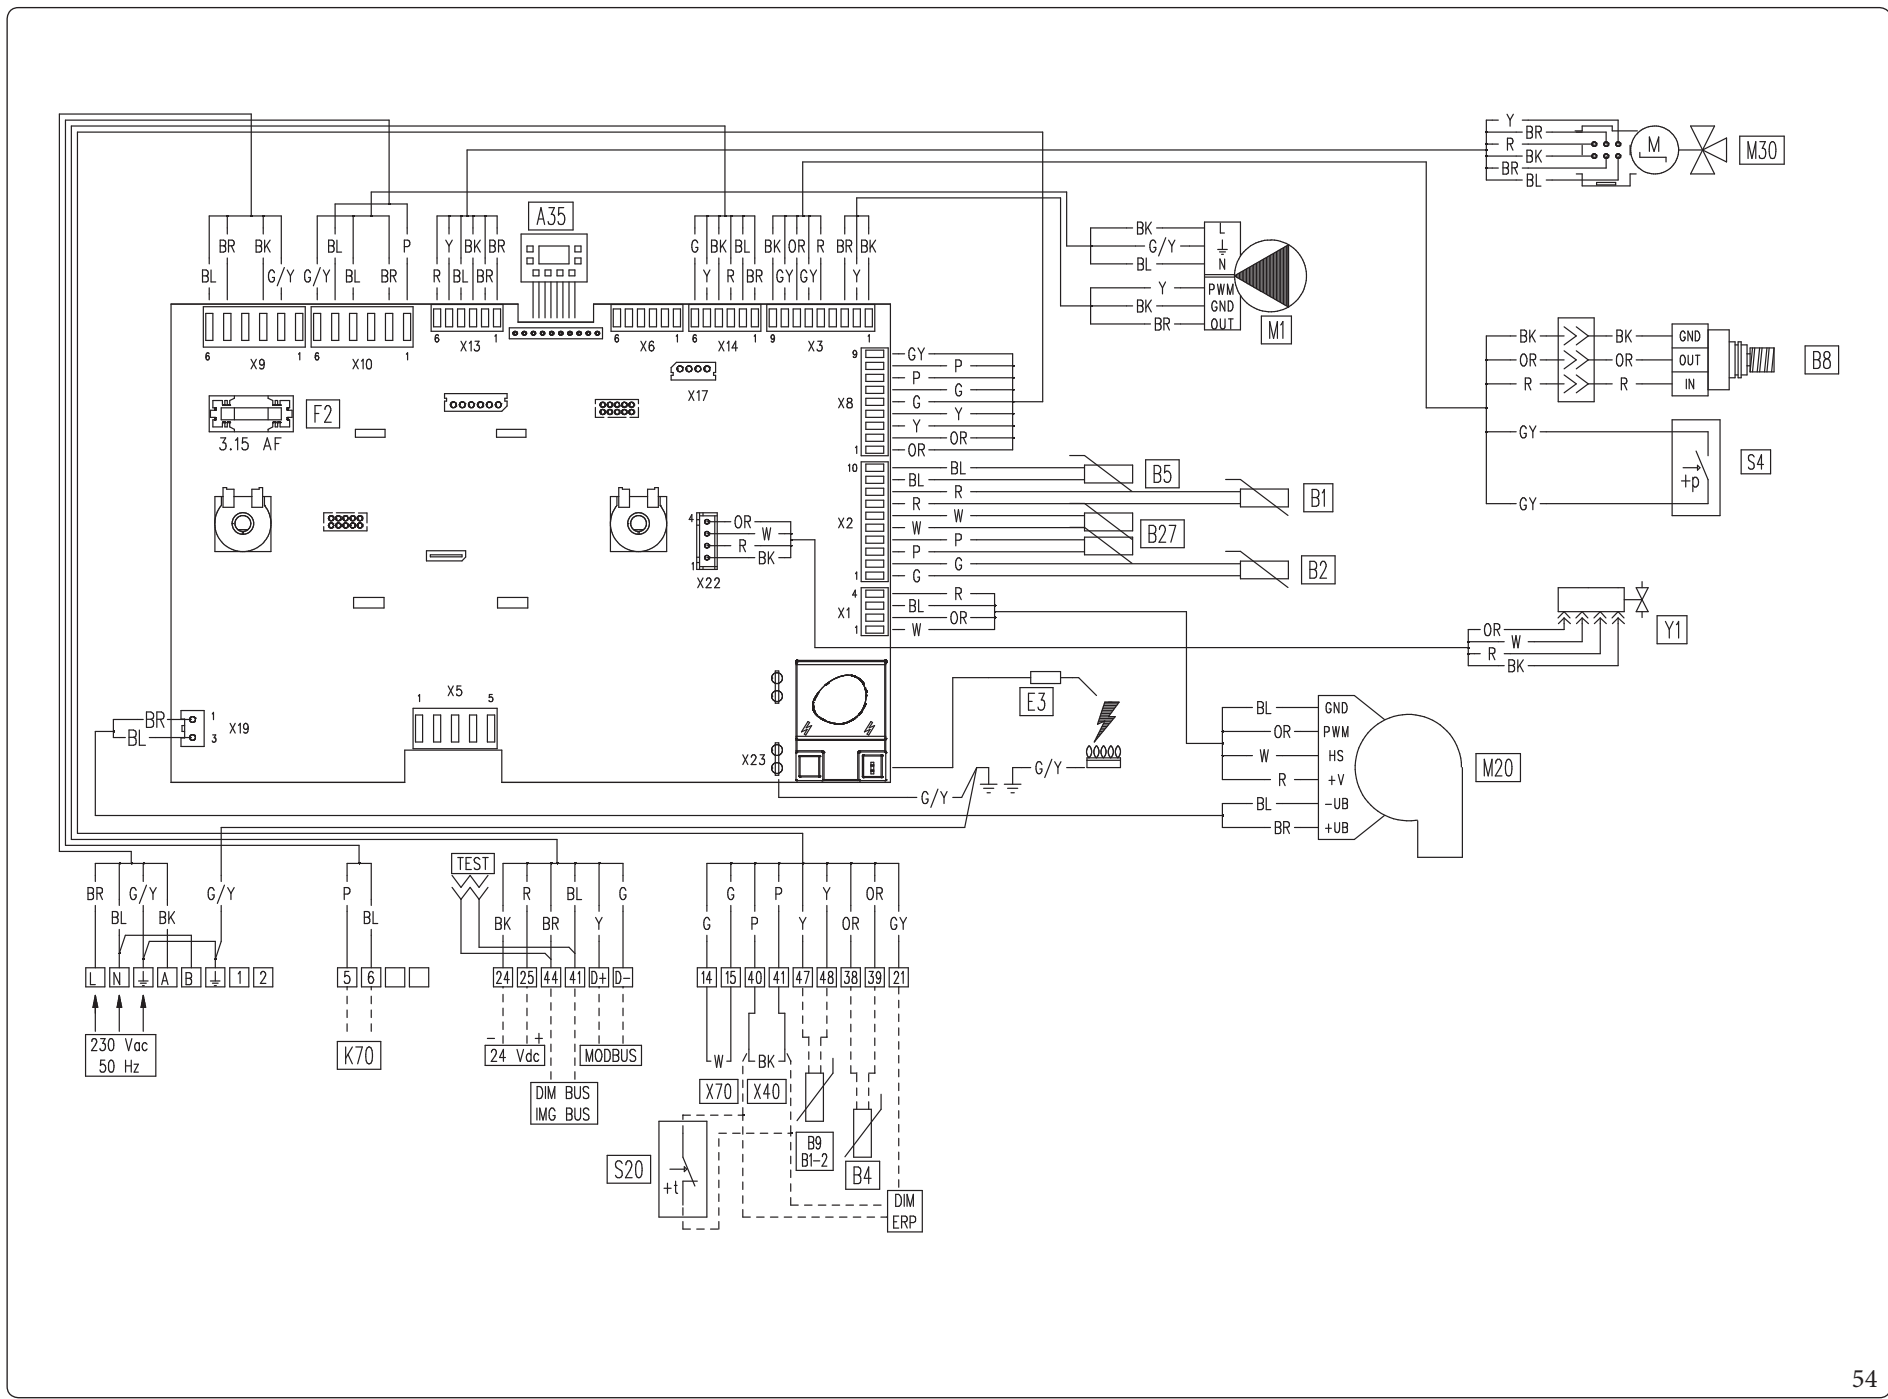 Y
BR
R
BK
BR
BL
M
M30
A35
BR BK
BL G/Y
BL P
G/Y BL BR
Y BK BR
R BL BR
G BK BL
Y R BR
BK OR R
GY GY
BR BK
Y
BK
G/Y
BL
L
N
Y
BK
BR
PWM
GND
OUT
M1
6 1
X9
6 1
X10
6 1
X13
6 1
X6
6 1
X14
9 1
X3
X17
F2
3.15 AF
9
X8
1
GY
P
P
G
G
Y
Y
OR
OR
BK BK GND
OR OR OUT
R R IN
B8
GY
+p
GY
S4
10
X2
1
BL
BL
R
R
W
W
P
P
G
G
B5
B1
B27
B2
4
1
X22
OR
W
R
BK
4
X1
1
R
BL
OR
W
OR
W
R
BK
Y1
1 5
X5
BR
BL
1
3
X19
X23
E3
G/Y
G/Y
BL GND
OR PWM
W HS
R +V
BL -UB
BR +UB
M20
BR G/Y
BL BK
G/Y
L N A B 1 2
230 Vac
50 Hz
P
BL
5 6
K70
TEST
R BL G
BK BR Y
24 25 44 41 D+ D-
- +
24 Vdc
MODBUS
DIM BUS
IMG BUS
G P Y OR
G P Y OR GY
14 15 40 41 47 48 38 39 21
W BK
X70 X40
S20
+t
B9
B1-2
B4
DIM
ERP
54